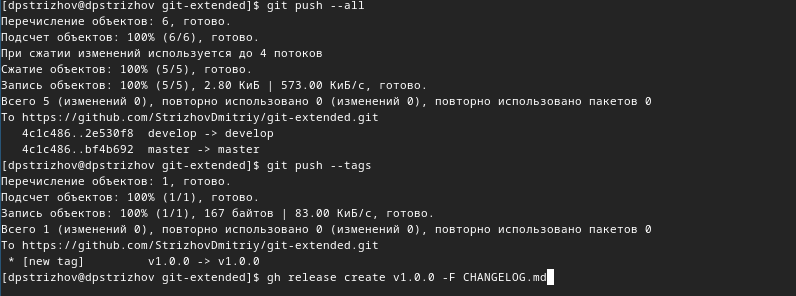 [dpstrizhov@dpstrizhov git-extended]$ git push --all
Перечисление объектов: 6, готово.
Подсчет объектов: 100% (6/6), готово.
При сжатии изменений используется до 4 потоков
Сжатие объектов: 100% (5/5), готово.
Запись объектов: 100% (5/5), 2.80 КиБ | 573.00 КиБ/с, готово.
Всего 5 (изменений 0), повторно использовано 0 (изменений 0), повторно использовано пакетов 0
To https://github.com/StrizhovDmitriy/git-extended.git
   4c1c486..2e530f8  develop -> develop
   4c1c486..bf4b692  master -> master
[dpstrizhov@dpstrizhov git-extended]$ git push --tags
Перечисление объектов: 1, готово.
Подсчет объектов: 100% (1/1), готово.
Запись объектов: 100% (1/1), 167 байтов | 83.00 КиБ/с, готово.
Всего 1 (изменений 0), повторно использовано 0 (изменений 0), повторно использовано пакетов 0
To https://github.com/StrizhovDmitriy/git-extended.git
 * [new tag]         v1.0.0 -> v1.0.0
[dpstrizhov@dpstrizhov git-extended]$ gh release create v1.0.0 -F CHANGELOG.md